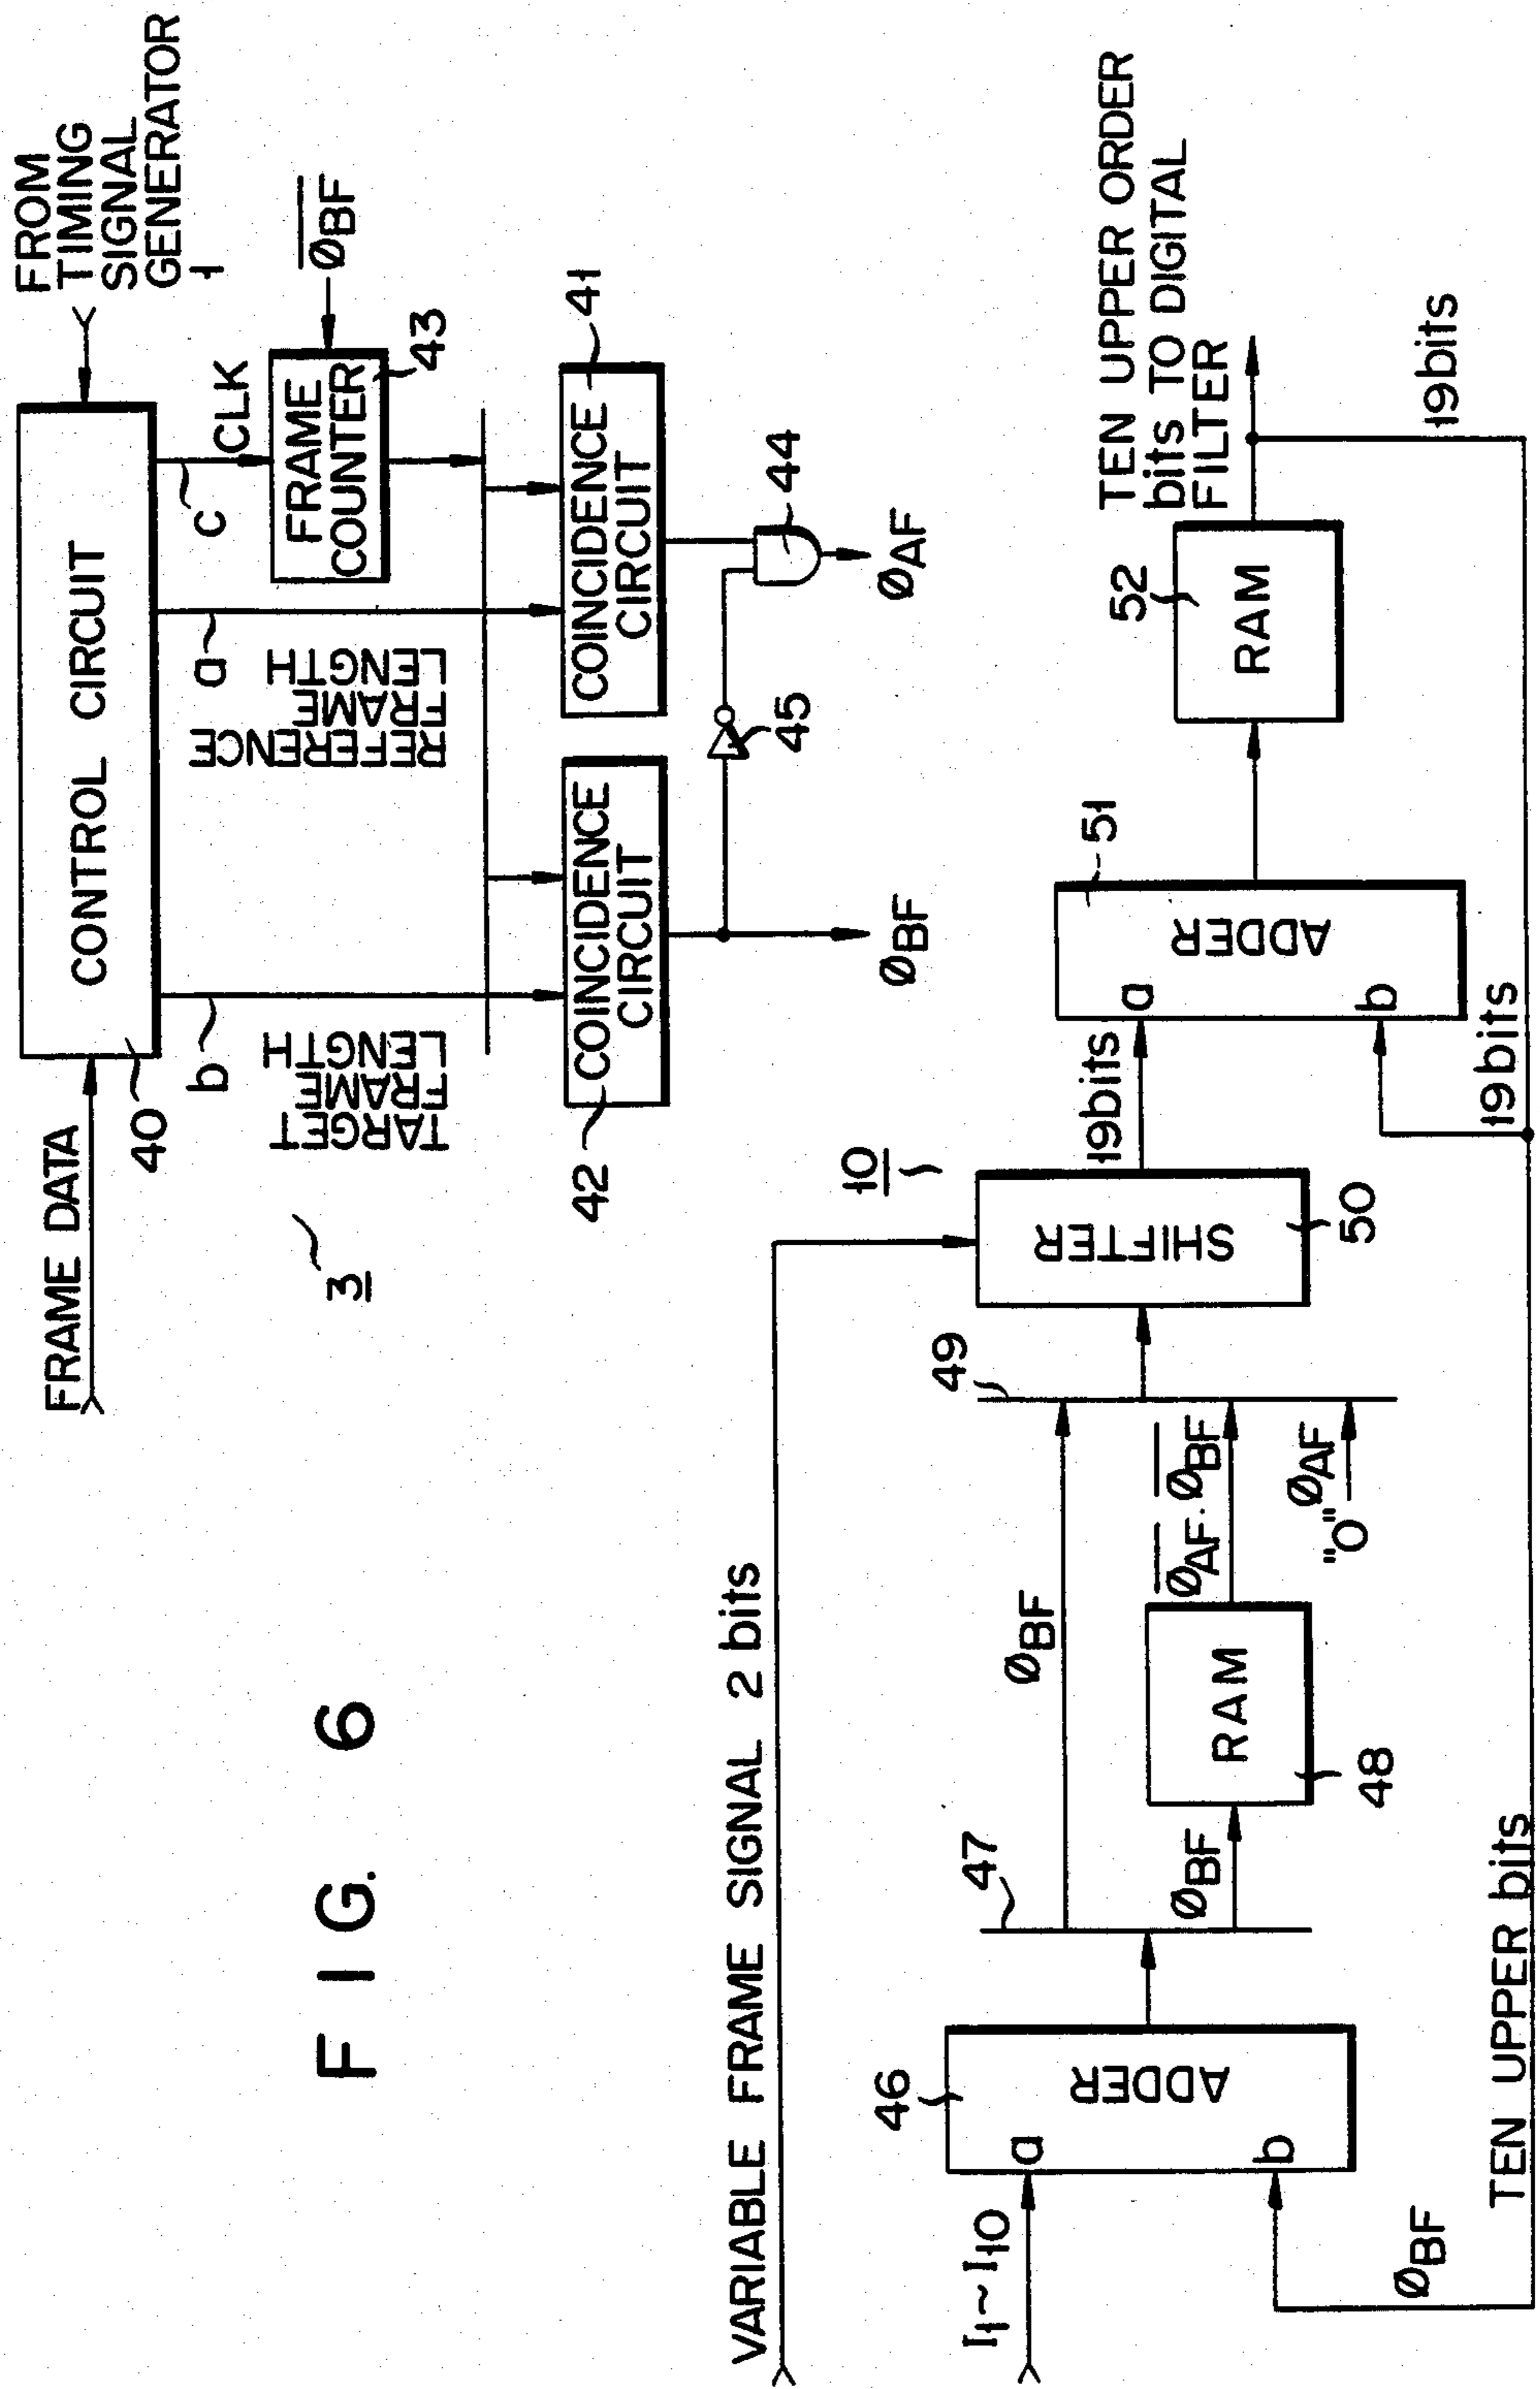 FIG. 6
FRAME DATA
CONTROL CIRCUIT
FROM
TIMING
SIGNAL
GENERATOR
1
40
b
TARGET
FRAME
LENGTH
a
REFERENCE
FRAME
LENGTH
c
CLK
FRAME
COUNTER
43
ØBF
3
42
COINCIDENCE
CIRCUIT
COINCIDENCE
CIRCUIT
41
45
44
ØBF
ØAF
VARIABLE FRAME SIGNAL 2 bits
10
I1~I10
46
a
ADDER
b
ØBF
47
ØBF
ØBF
RAM
48
49
ØAF·ØBF
ØAF
"0"
SHIFTER
50
19bits
51
a
ADDER
b
19bits
52
RAM
TEN UPPER ORDER
bits TO DIGITAL
FILTER
19bits
TEN UPPER bits